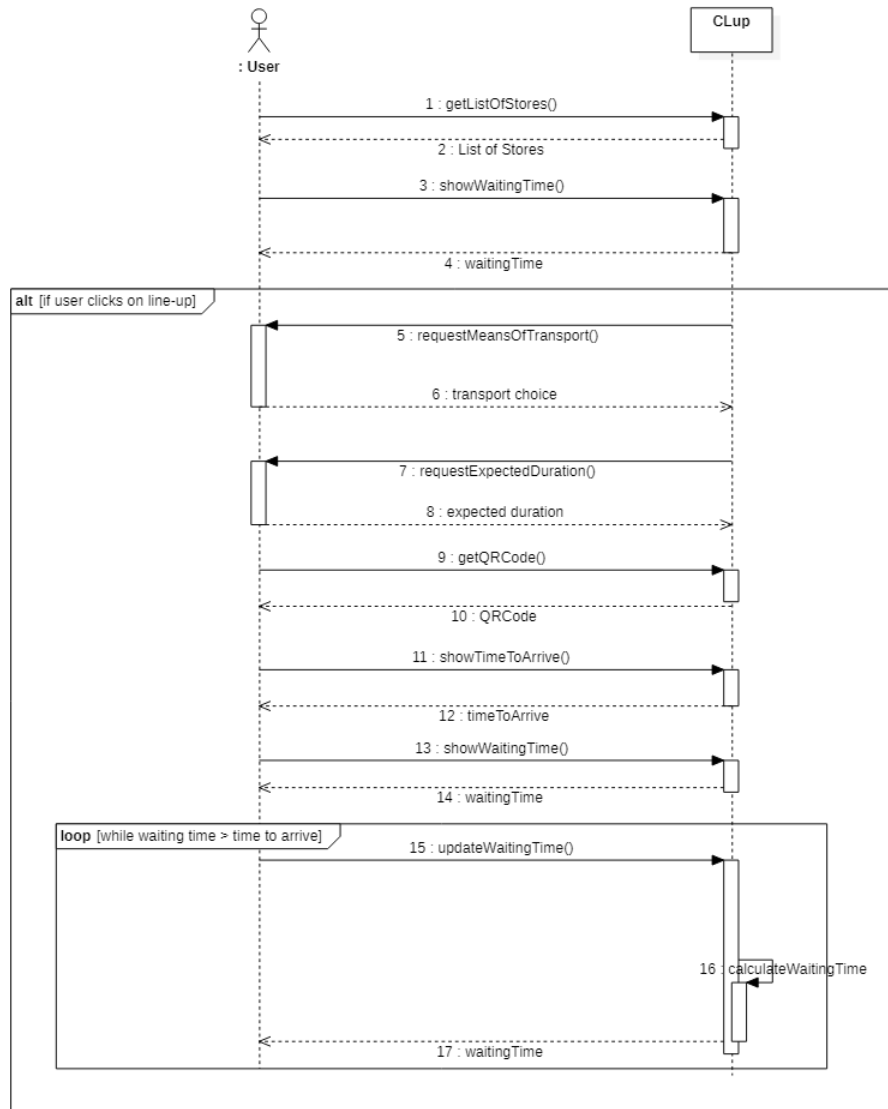 CLup
: User
1 : getListOfStores()
2 : List of Stores
3 : showWaitingTime()
4 : waitingTime
alt [if user clicks on line-up]
5 : requestMeansOfTransport()
6 : transport choice
7 : requestExpectedDuration()
8 : expected duration
9 : getQRCode()
10 : QRCode
11 : showTimeToArrive()
12 : timeToArrive
13 : showWaitingTime()
14 : waitingTime
loop [while waiting time > time to arrive]
15 : updateWaitingTime()
16 : calculateWaitingTime
17 : waitingTime